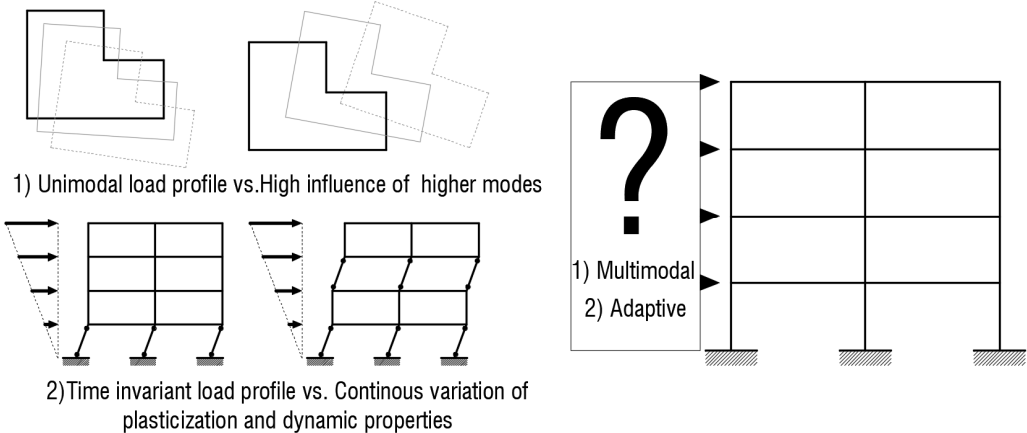 1) Unimodal load profile vs.High influence of higher modes
2)Time invariant load profile vs. Continous variation of
plasticization and dynamic properties
?
1) Multimodal
2) Adaptive